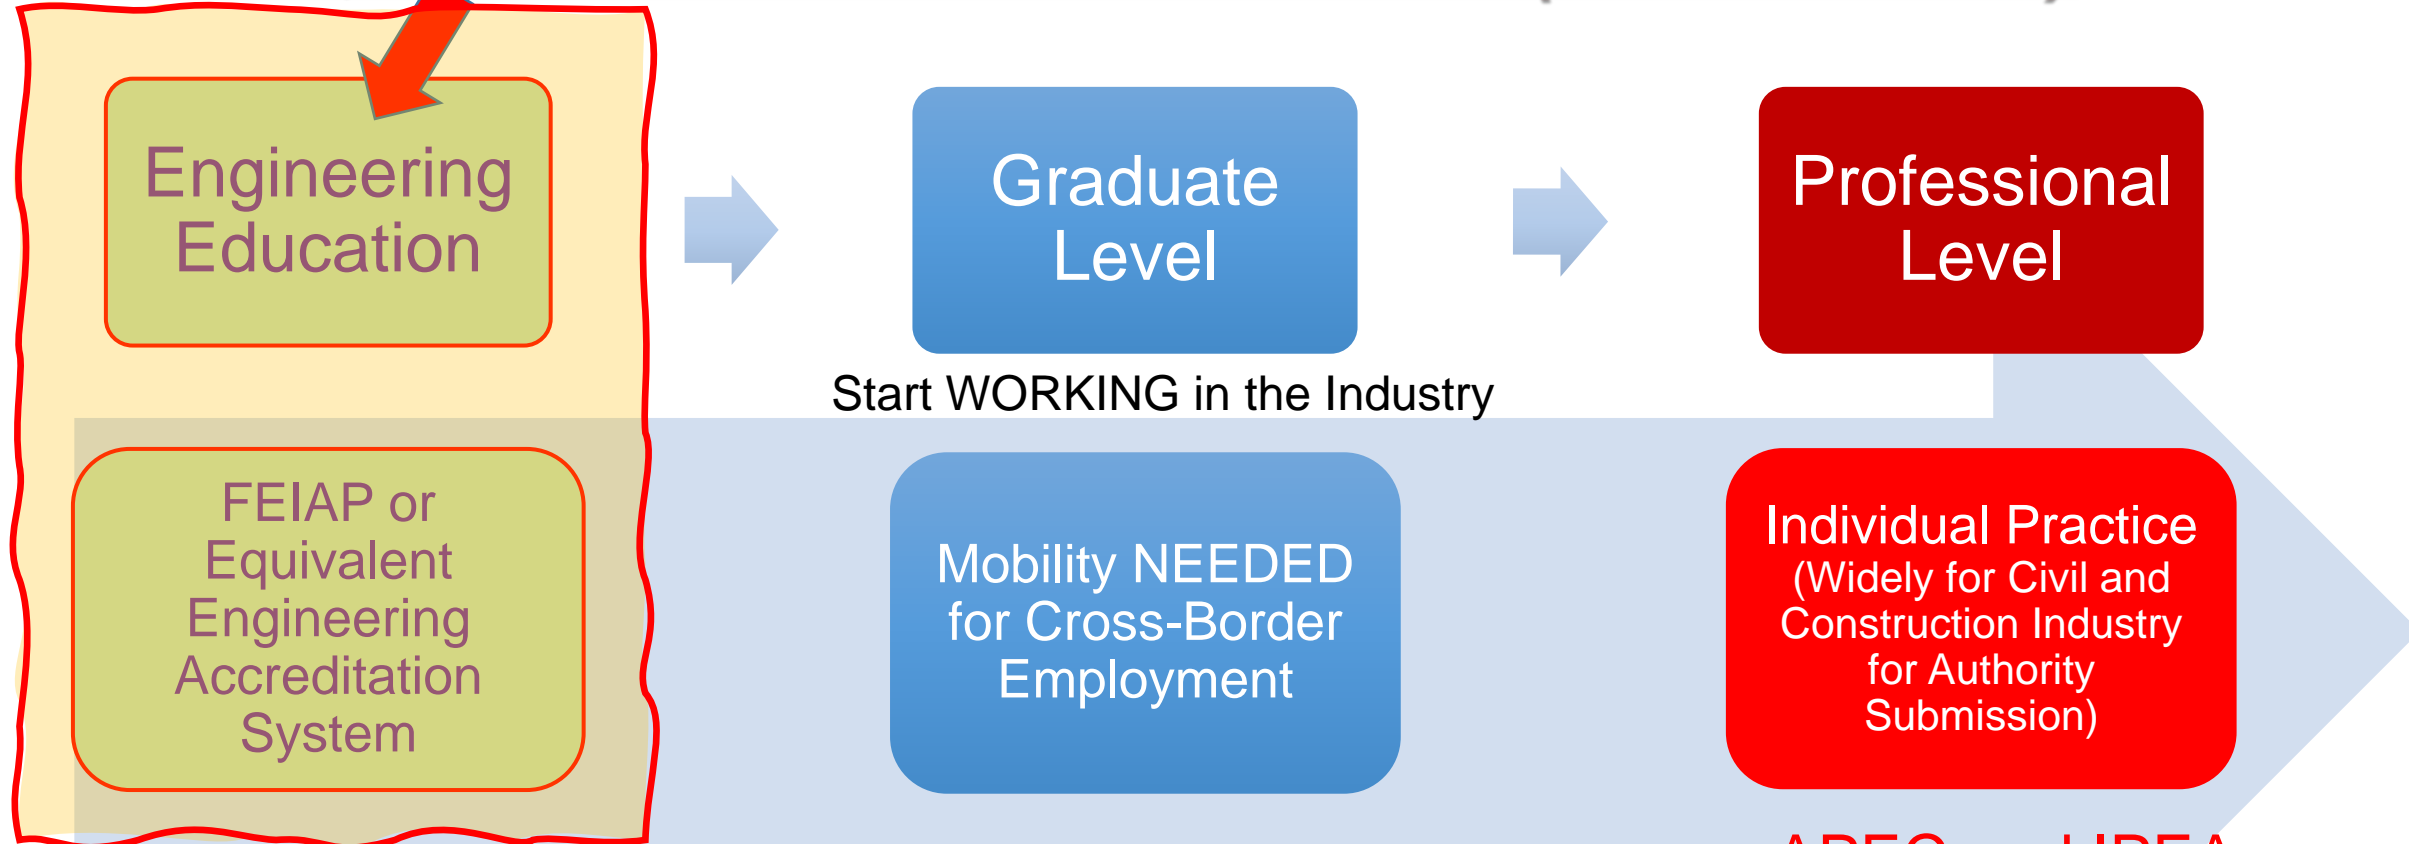 Engineering
Education
Graduate
Level
Professional
Level
Start WORKING in the Industry
FEIAP or
Equivalent
Engineering
Accreditation
System
Mobility NEEDED
for Cross-Border
Employment
Individual Practice
(Widely for Civil and
Construction Industry
for Authority
Submission)